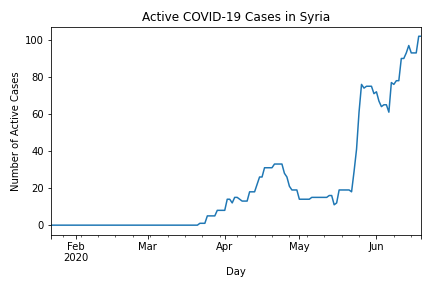 Active COVID-19 Cases in Syria
Number of Active Cases
100
80
60
40
20
0
Feb Mar Apr May Jun
2020
Day